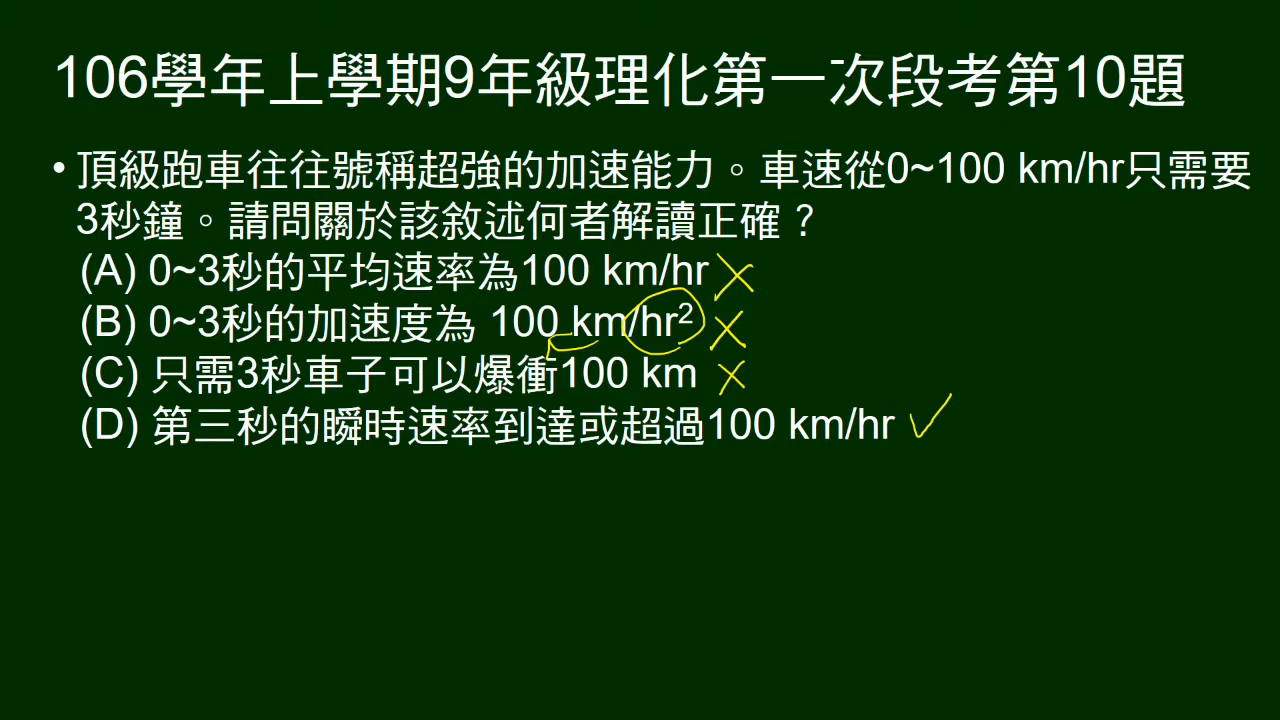 106學年上學期9年級理化第一次段考第10題
• 頂級跑車往往號稱超強的加速能力。車速從0~100 km/hr只需要
3秒鐘。請問關於該敘述何者解讀正確？
(A) 0~3秒的平均速率為100 km/hr
(B) 0~3秒的加速度為 100 km/hr²
(C) 只需3秒車子可以爆衝100 km
(D) 第三秒的瞬時速率到達或超過100 km/hr